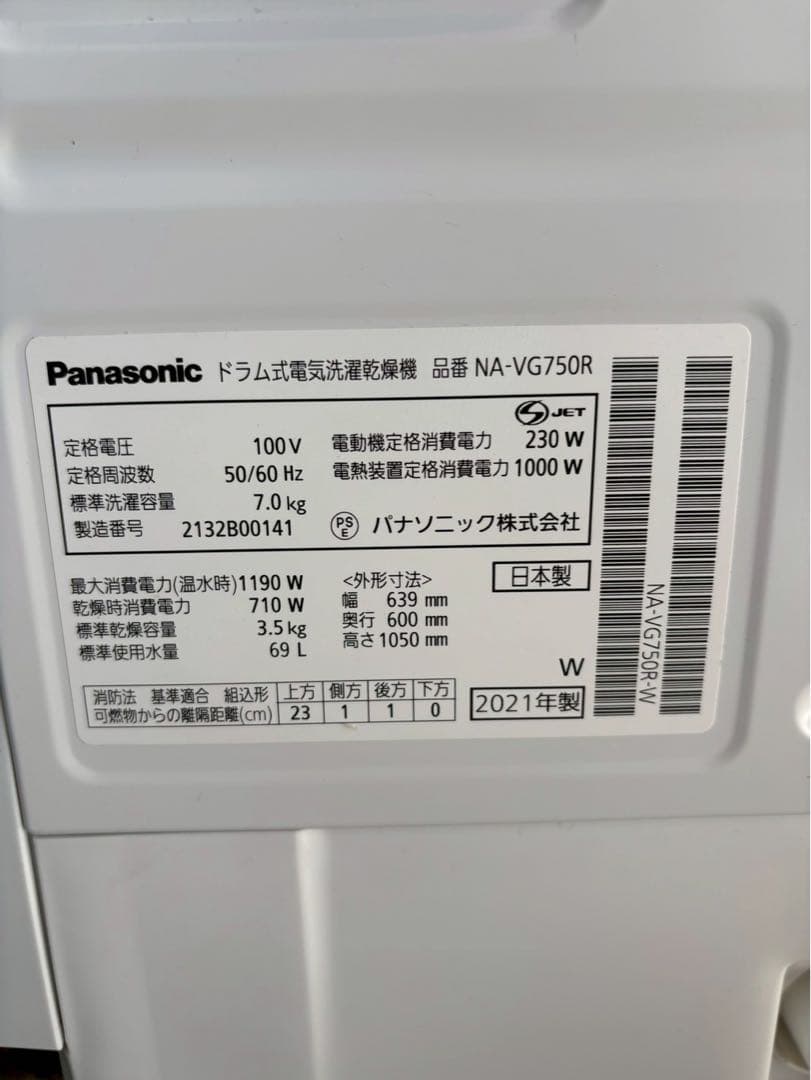 Panasonic ドラム式電気洗濯乾燥機 品番 NA-VG750R
JET
定格電圧 100 V 電動機定格消費電力 230 W
定格周波数 50/60 Hz 電熱装置定格消費電力 1000 W
標準洗濯容量 7.0 kg
製造番号 2132B00141 PSE パナソニック株式会社
最大消費電力(温水時) 1190 W <外形寸法> 日本製
乾燥時消費電力 710 W 幅 639 mm
標準乾燥容量 3.5 kg 奥行 600 mm
標準使用水量 69 L 高さ 1050 mm
W
消防法 基準適合 組込形 上方 側方 後方 下方
可燃物からの離隔距離(cm) 23 1 1 0
2021年製
NA-VG750R-W